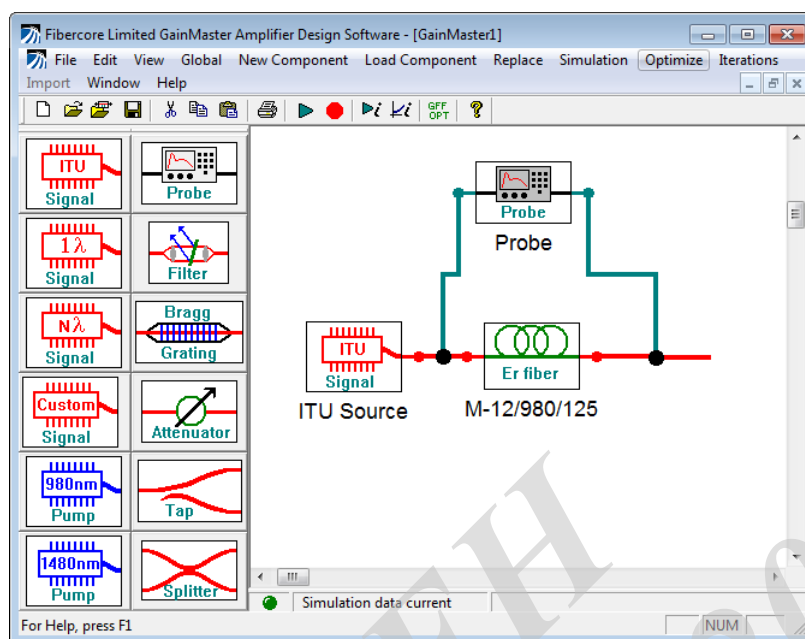 Fibercore Limited GainMaster Amplifier Design Software - [GainMaster1]
File Edit View Global New Component Load Component Replace Simulation Optimize Iterations
Import Window Help
GFF
OPT
ITU
Signal
Probe
1λ
Signal
Filter
Nλ
Signal
Bragg
Grating
Custom
Signal
Attenuator
980nm
Pump
Tap
1480nm
Pump
Splitter
Probe
Probe
ITU
Signal
ITU Source
Er fiber
M-12/980/125
Simulation data current
For Help, press F1
NUM